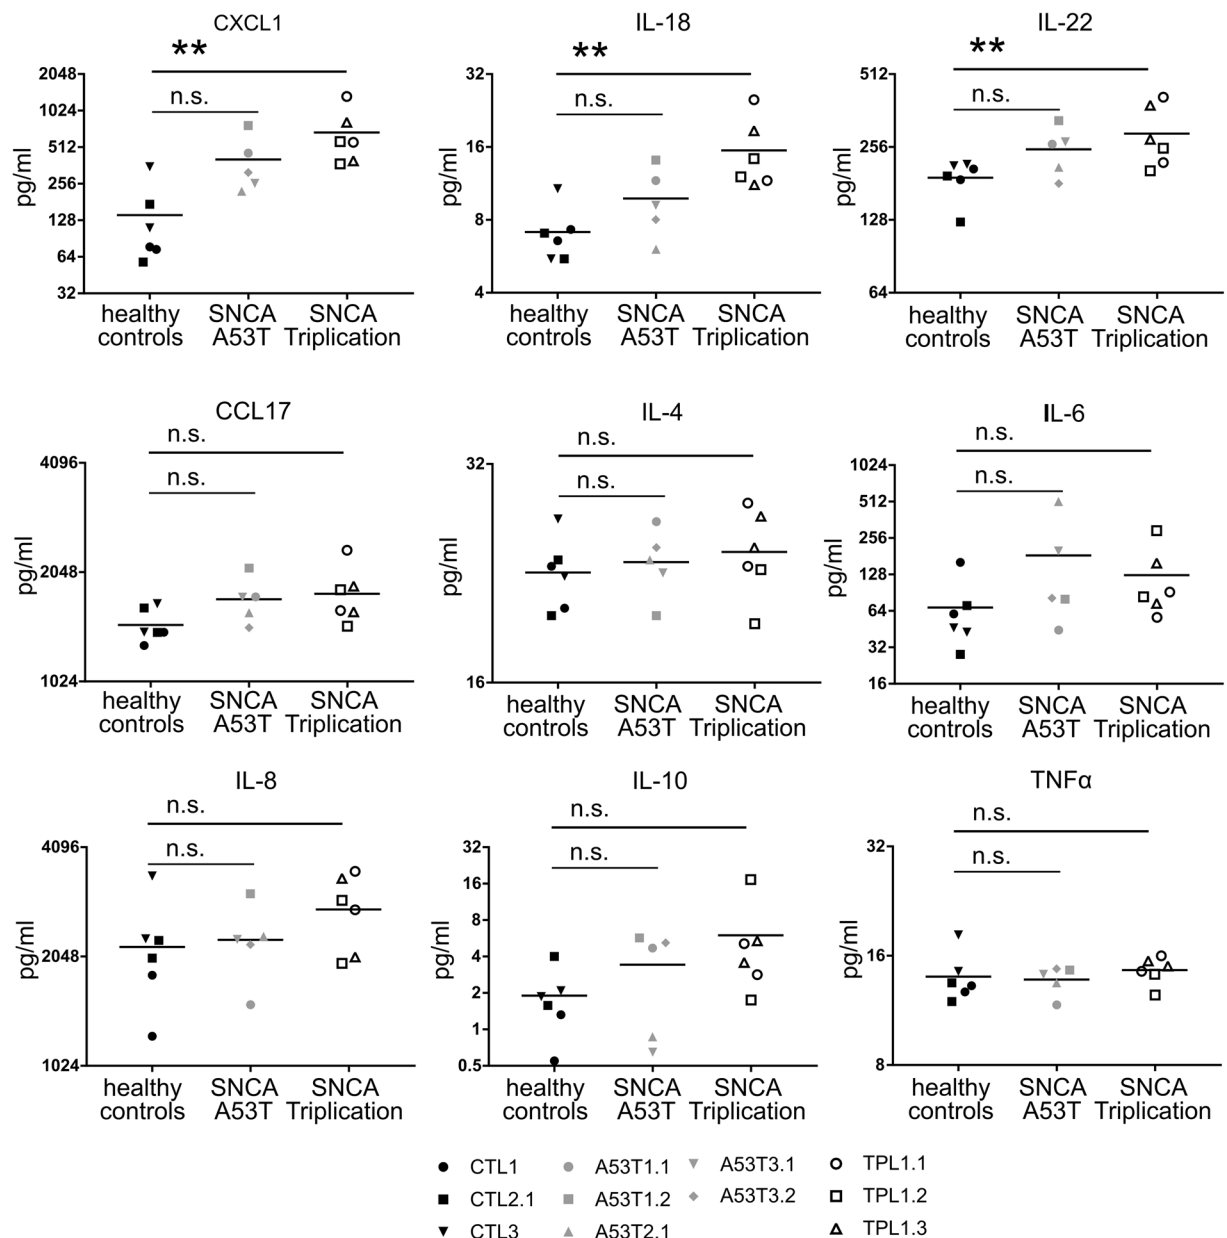 CXCL1
**
n.s.
2048
1024
512
256
128
64
32
pg/ml
healthy controls
SNCA A53T
SNCA Triplication
IL-18
**
n.s.
32
16
8
4
pg/ml
healthy controls
SNCA A53T
SNCA Triplication
IL-22
**
n.s.
512
256
128
64
pg/ml
healthy controls
SNCA A53T
SNCA Triplication
CCL17
n.s.
n.s.
4096
2048
1024
pg/ml
healthy controls
SNCA A53T
SNCA Triplication
IL-4
n.s.
n.s.
32
16
pg/ml
healthy controls
SNCA A53T
SNCA Triplication
IL-6
n.s.
n.s.
1024
512
256
128
64
32
16
pg/ml
healthy controls
SNCA A53T
SNCA Triplication
IL-8
n.s.
n.s.
4096
2048
1024
pg/ml
healthy controls
SNCA A53T
SNCA Triplication
IL-10
n.s.
n.s.
32
16
8
4
2
1
0.5
pg/ml
healthy controls
SNCA A53T
SNCA Triplication
TNFα
n.s.
n.s.
32
16
8
pg/ml
healthy controls
SNCA A53T
SNCA Triplication
CTL1
CTL2.1
CTL3
A53T1.1
A53T1.2
A53T2.1
A53T3.1
A53T3.2
TPL1.1
TPL1.2
TPL1.3